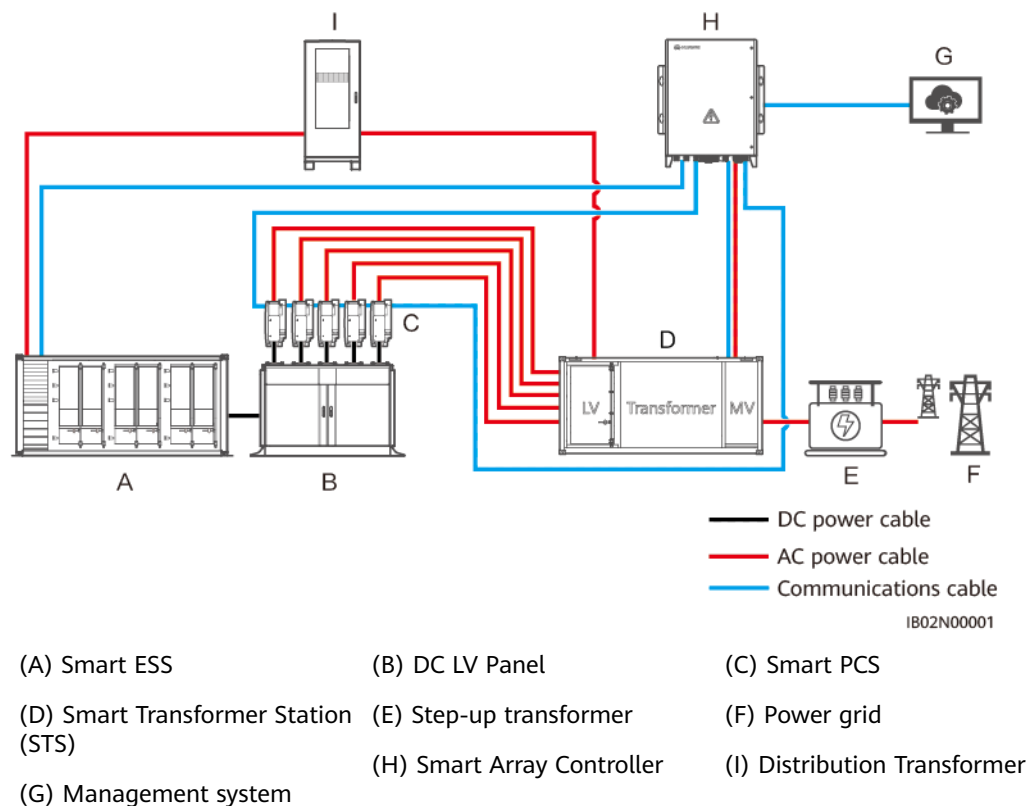 I
H
G
C
D
LV
Transformer
MV
A
B
E
F
DC power cable
AC power cable
Communications cable
IB02N00001
(A) Smart ESS
(B) DC LV Panel
(C) Smart PCS
(D) Smart Transformer Station
(STS)
(E) Step-up transformer
(F) Power grid
(G) Management system
(H) Smart Array Controller
(I) Distribution Transformer